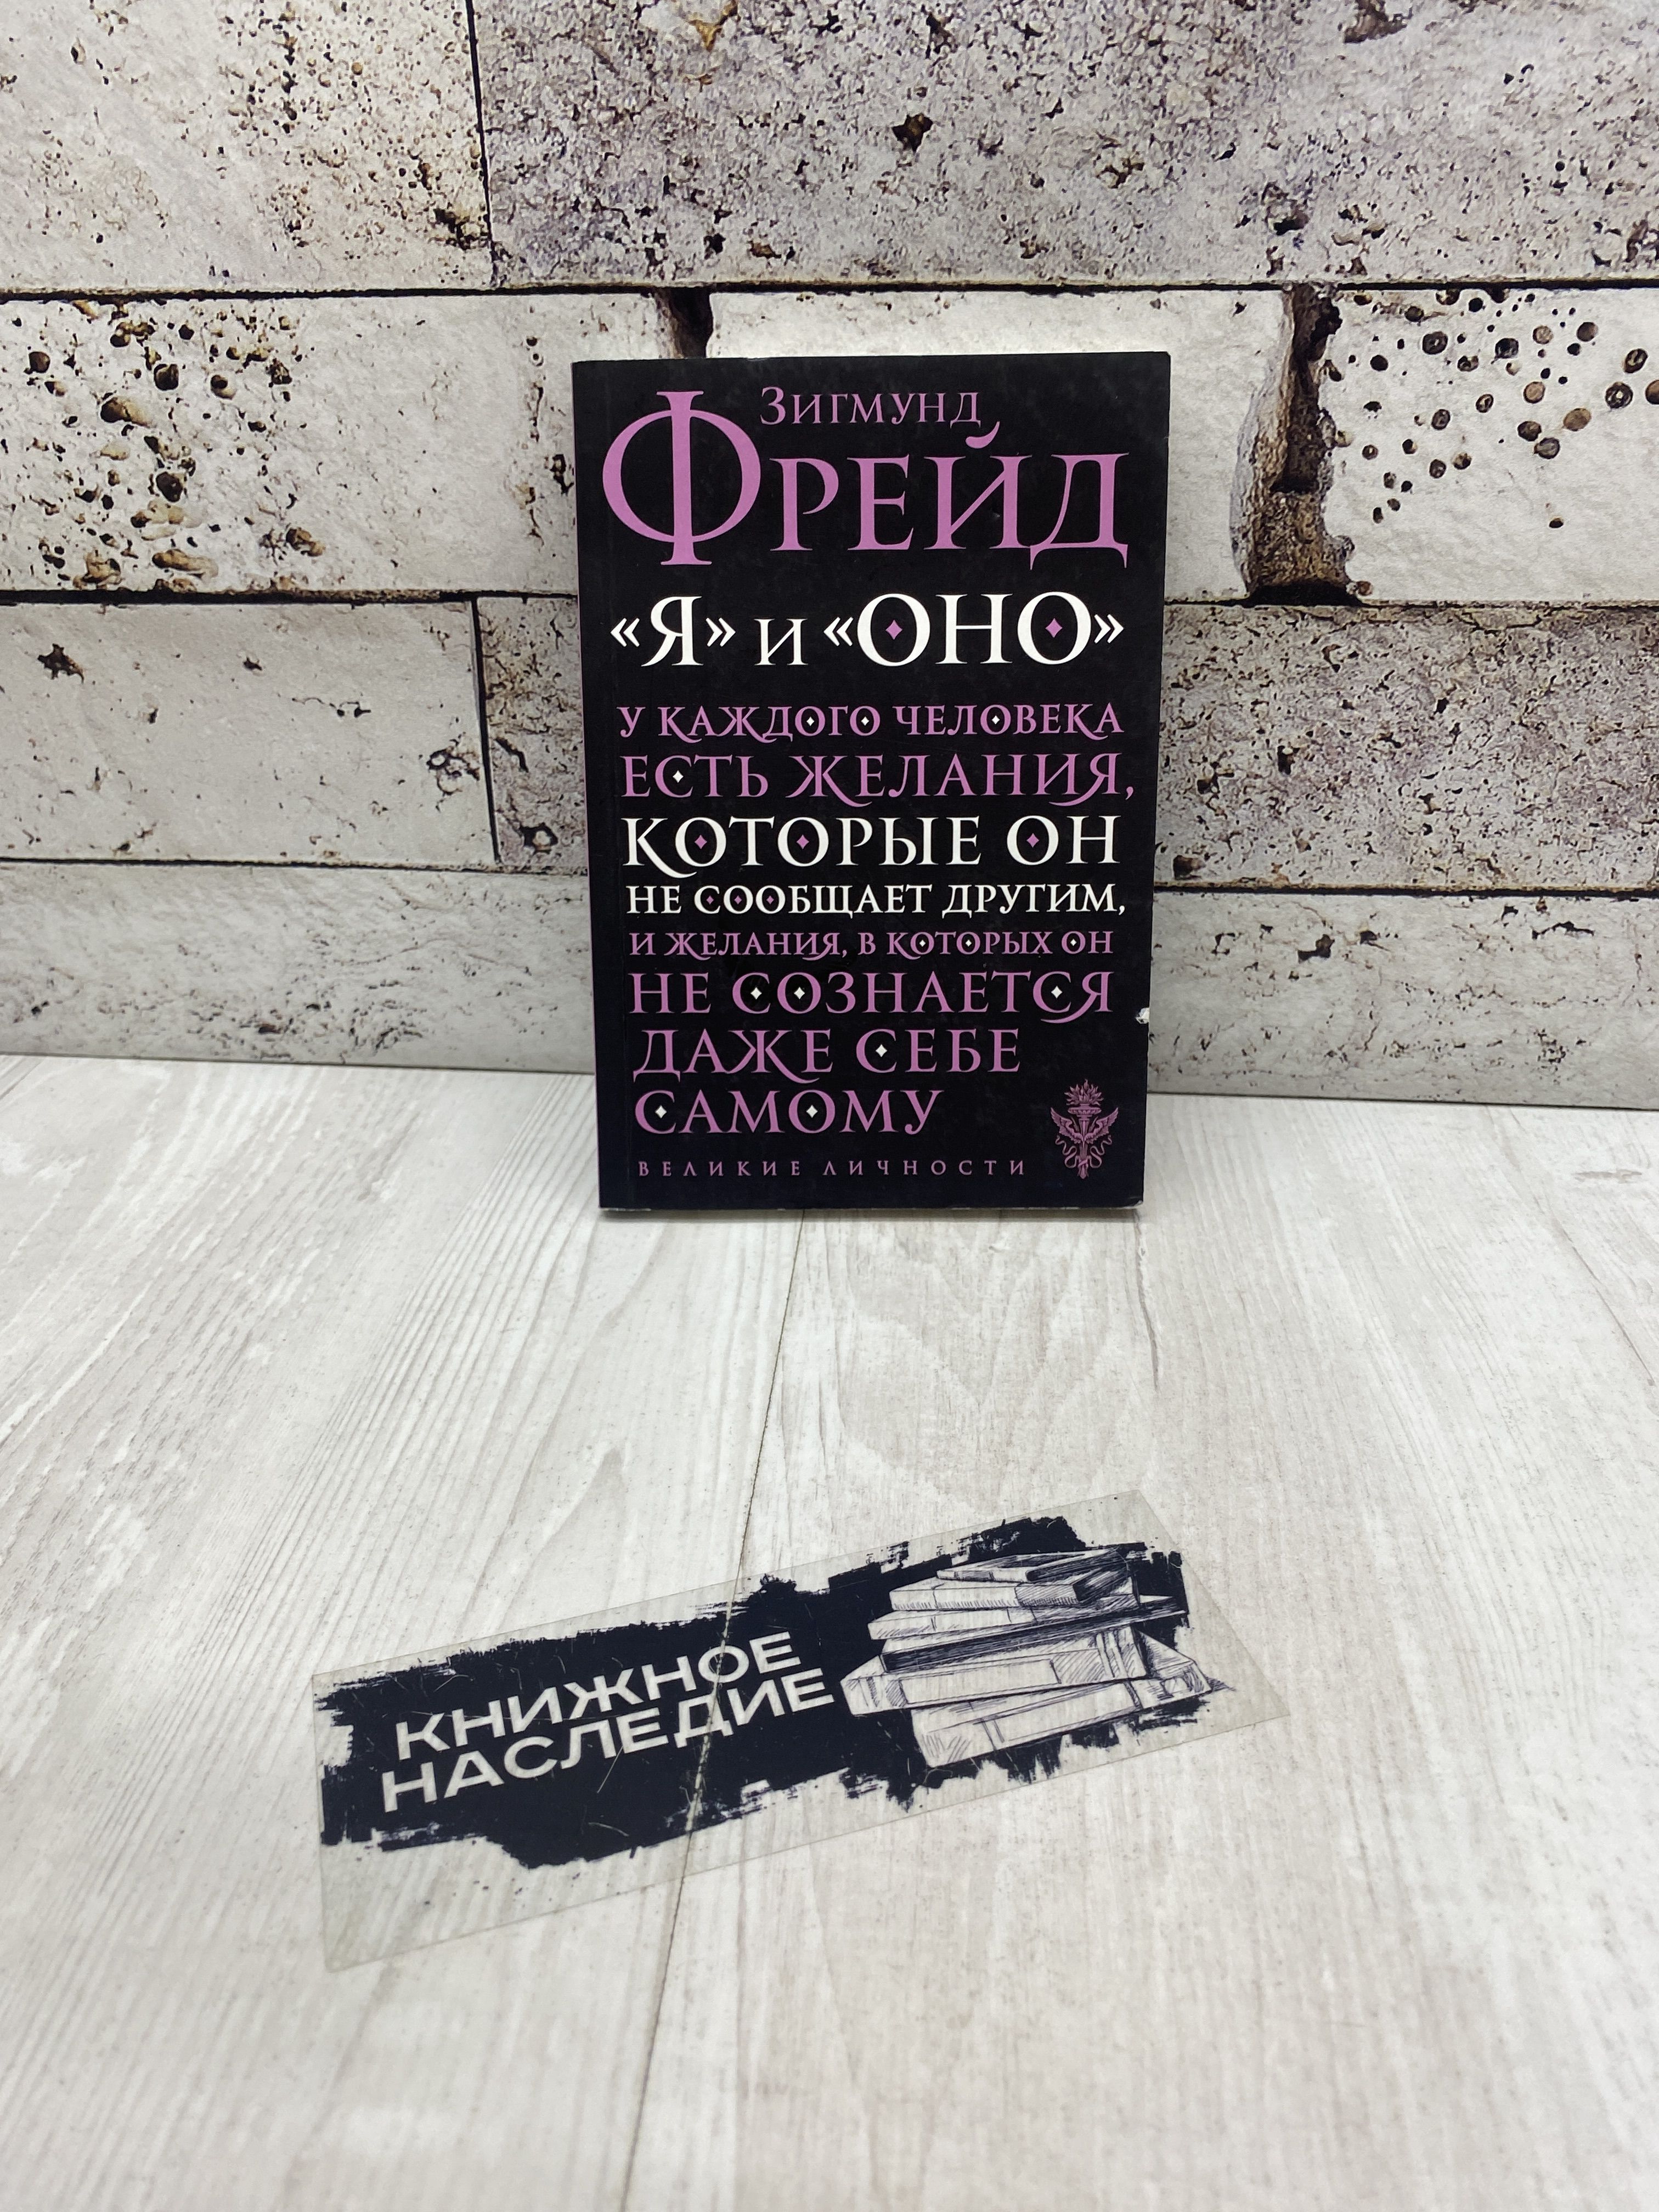 Зигмунд
Фрейд
«Я» и «ОНО»
У КАЖДОГО ЧЕЛОВЕКА
ЕСТЬ ЖЕЛАНИЯ,
КОТОРЫЕ ОН
НЕ СООБЩАЕТ ДРУГИМ,
И ЖЕЛАНИЯ, В КОТОРЫХ ОН
НЕ СОЗНАЕТСЯ
ДАЖЕ СЕБЕ
САМОМУ
ВЕЛИКИЕ ЛИЧНОСТИ
КНИЖНОЕ
НАСЛЕДИЕ